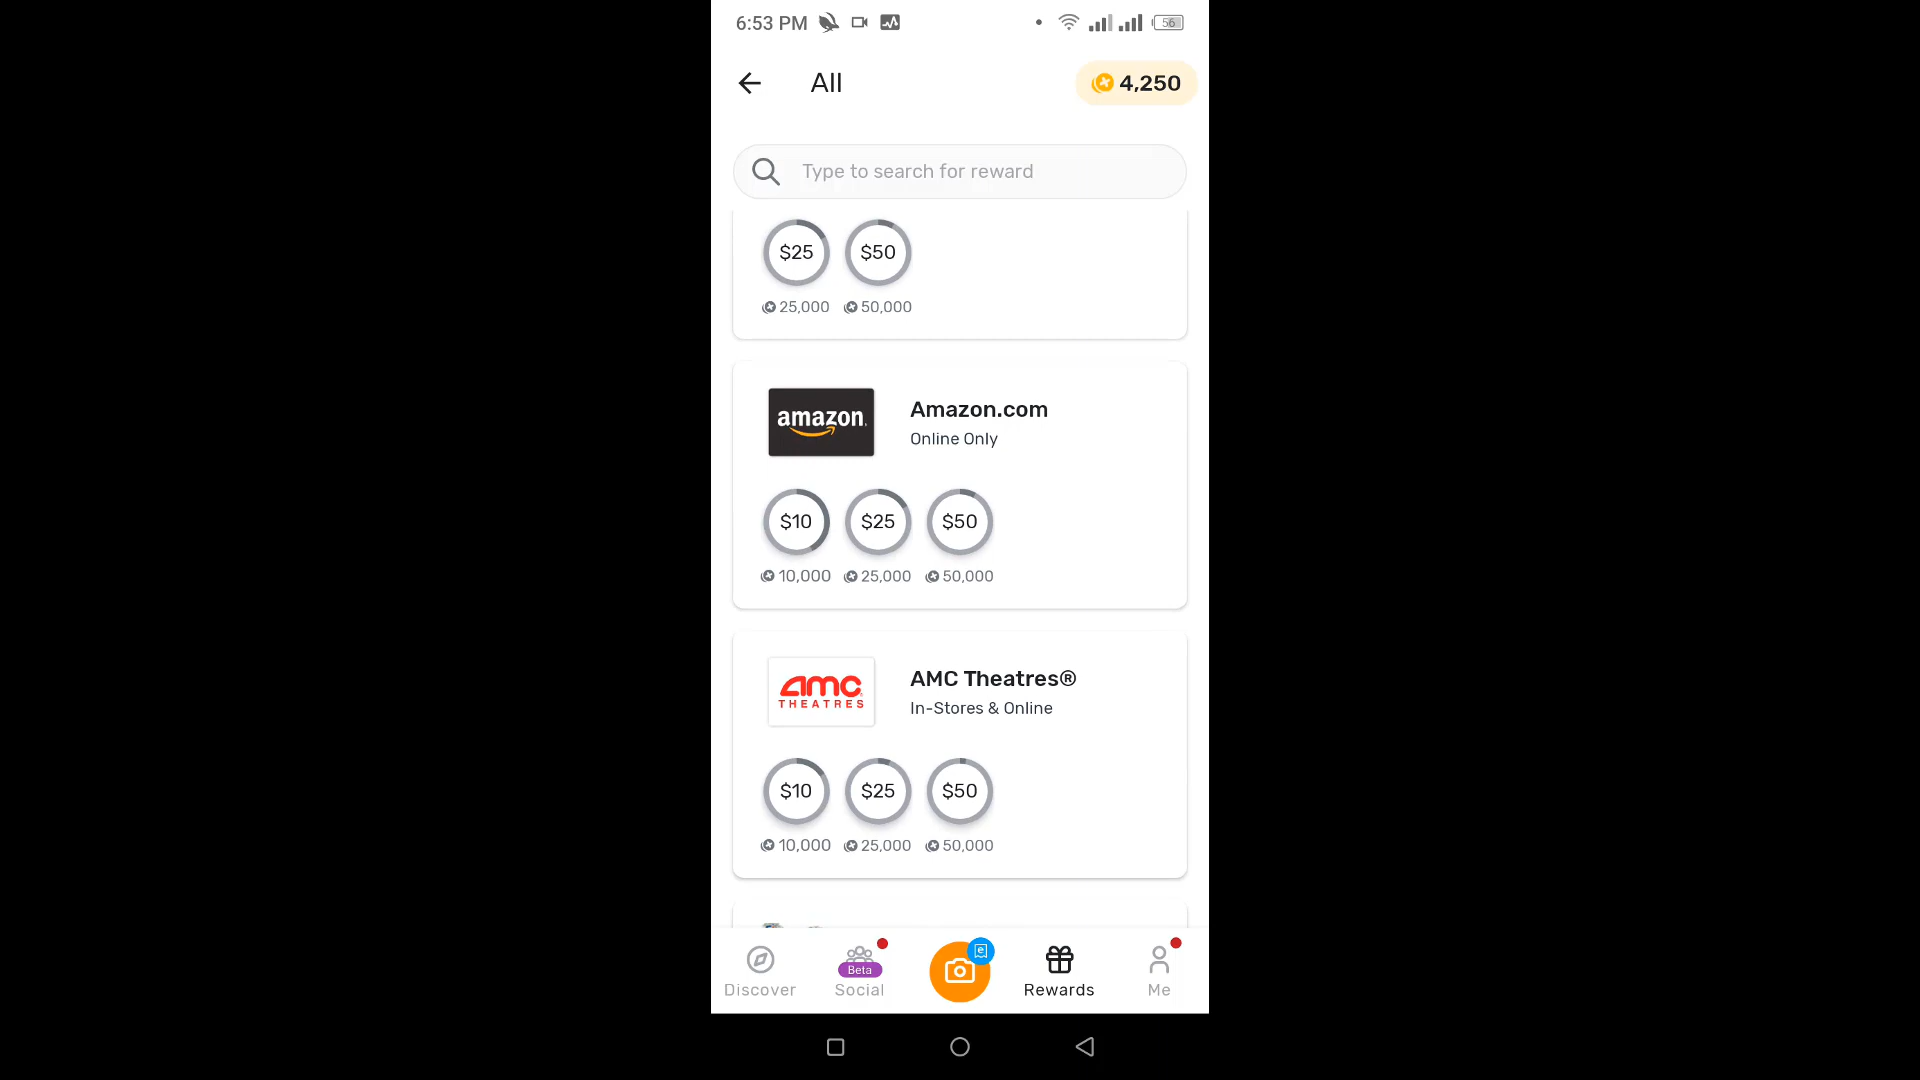 6:53 PM
56
All
4,250
Type to search for reward
$25 $50
25,000 50,000
amazon
Amazon.com
Online Only
$10 $25 $50
10,000 25,000 50,000
amc
THEATRES
AMC Theatres®
In-Stores & Online
$10 $25 $50
10,000 25,000 50,000
Beta
Discover Social Rewards Me